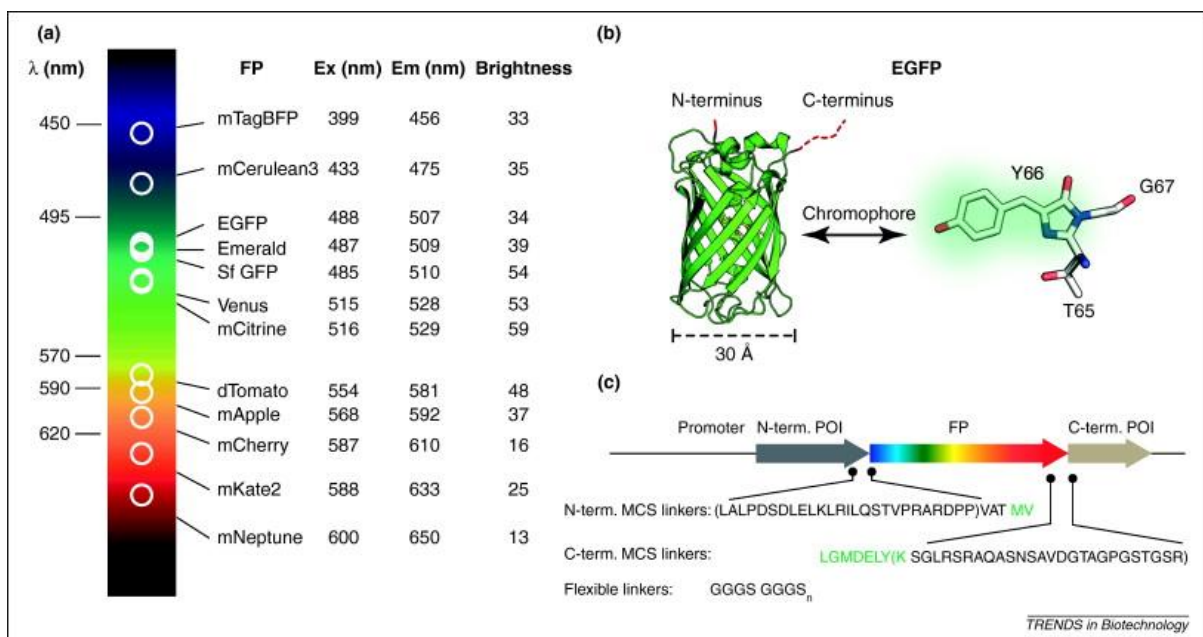 (a)
λ (nm) FP Ex (nm) Em (nm) Brightness
450
495
570
590
620
mTagBFP 399 456 33
mCerulean3 433 475 35
EGFP 488 507 34
Emerald 487 509 39
Sf GFP 485 510 54
Venus 515 528 53
mCitrine 516 529 59
dTomato 554 581 48
mApple 568 592 37
mCherry 587 610 16
mKate2 588 633 25
mNeptune 600 650 13
(b)
EGFP
N-terminus C-terminus
Chromophore
30 Å
Y66
G67
T65
(c)
Promoter N-term. POI FP C-term. POI
N-term. MCS linkers: (LALPDSDLELKLRILQSTVPRARDPP)VAT MV
C-term. MCS linkers: LGMDELY(K SGLRSRAQASNSAVDGTAGPGSTGSR)
Flexible linkers: GGGS GGGSn
TRENDS in Biotechnology